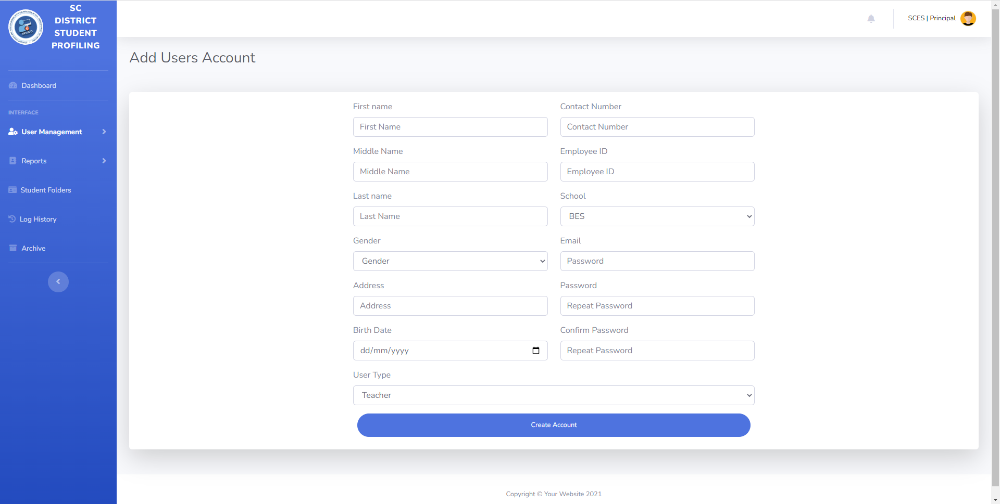 SC
DISTRICT
STUDENT
PROFILING
SCES | Principal
Dashboard
INTERFACE
User Management
Reports
Student Folders
Log History
Archive
Add Users Account
First name
First Name
Contact Number
Contact Number
Middle Name
Middle Name
Employee ID
Employee ID
Last name
Last Name
School
BES
Gender
Gender
Email
Password
Address
Address
Password
Repeat Password
Birth Date
dd/mm/yyyy
Confirm Password
Repeat Password
User Type
Teacher
Create Account
Copyright © Your Website 2021